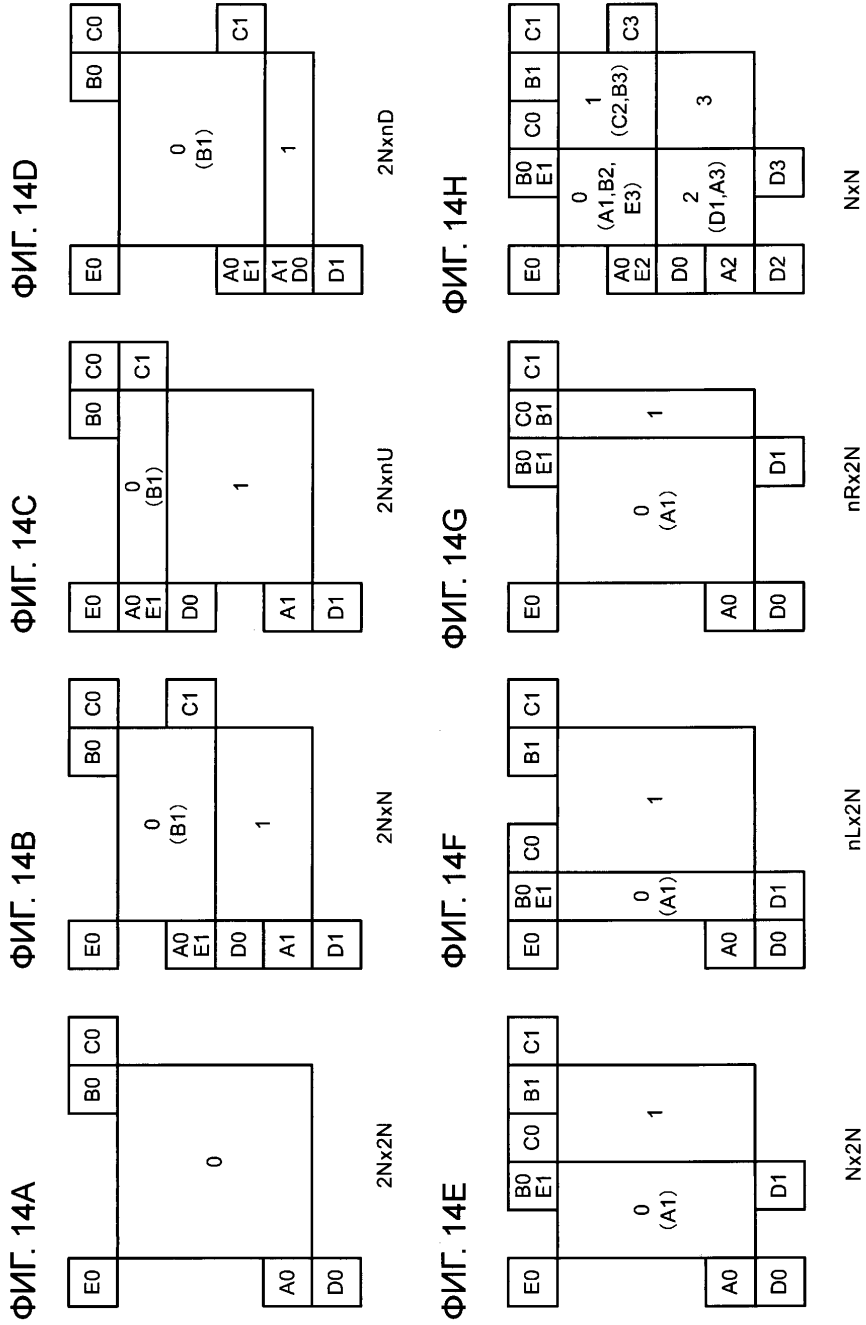 ФИГ. 14A
E0
B0
C0
0
A0
D0
2Nx2N
ФИГ. 14B
E0
B0
C0
0
(B1)
A0
E1
C1
D0
1
A1
D1
2NxN
ФИГ. 14C
E0
B0
C0
A0
E1
0
(B1)
C1
D0
1
A1
D1
2NxnU
ФИГ. 14D
E0
B0
C0
0
(B1)
A0
E1
C1
A1
D0
1
D1
2NxnD
ФИГ. 14E
E0
B0
E1
C0
B1
C1
0
(A1)
1
A0
D0
D1
Nx2N
ФИГ. 14F
E0
B0
E1
C0
B1
C1
0
(A1)
1
A0
D0
D1
nLx2N
ФИГ. 14G
E0
B0
E1
C0
B1
C1
0
(A1)
1
A0
D0
D1
nRx2N
ФИГ. 14H
E0
B0
E1
C0
B1
C1
0
(A1,B2,
E3)
1
(C2,B3)
A0
E2
C3
D0
2
(D1,A3)
3
A2
D2
D3
NxN